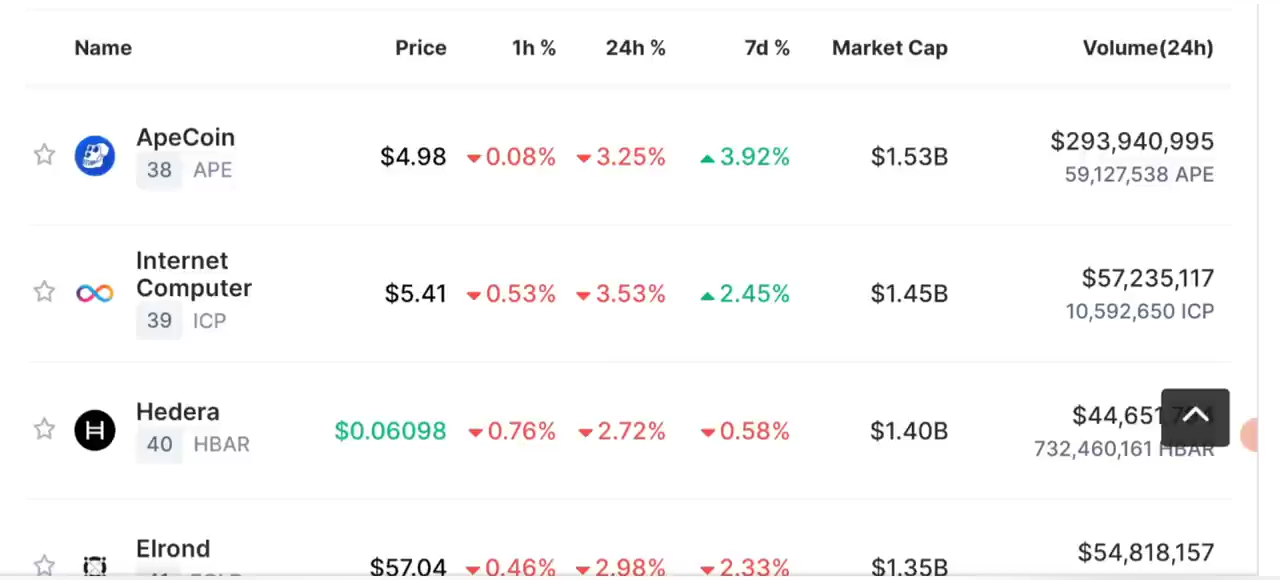 Name Price 1h % 24h % 7d % Market Cap Volume(24h)
ApeCoin
38 APE
$4.98 0.08% 3.25% 3.92% $1.53B
$293,940,995
59,127,538 APE
Internet
Computer
39 ICP
$5.41 0.53% 3.53% 2.45% $1.45B
$57,235,117
10,592,650 ICP
Hedera
40 HBAR
$0.06098 0.76% 2.72% 0.58% $1.40B
732,460,161 HBAR
Elrond
$57.04 0.46% 2.98% 2.33% $1.35B
$54,818,157